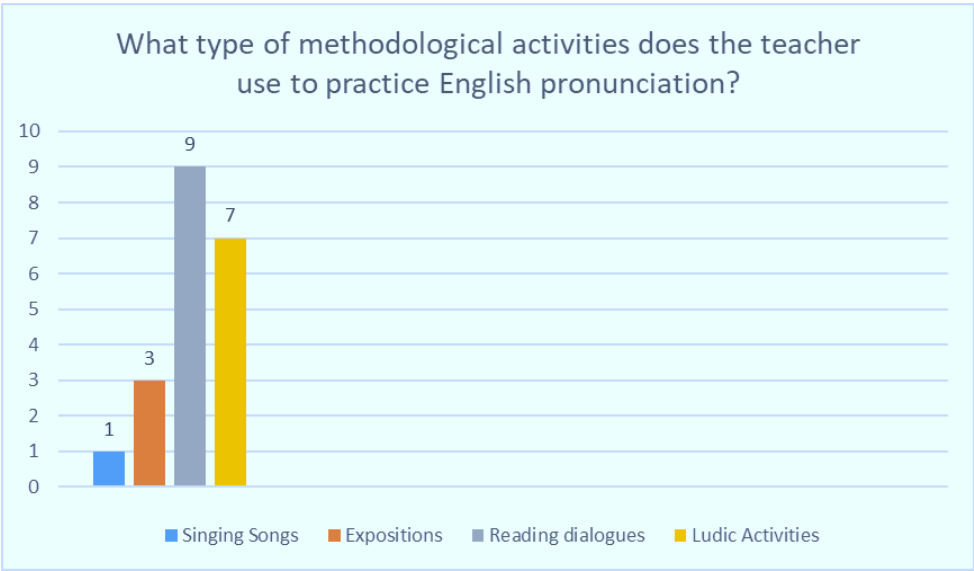 What type of methodological activities does the teacher
use to practice English pronunciation?
10
9
8
7
6
5
4
3
2
1
0
1
3
9
7
Singing Songs
Expositions
Reading dialogues
Ludic Activities